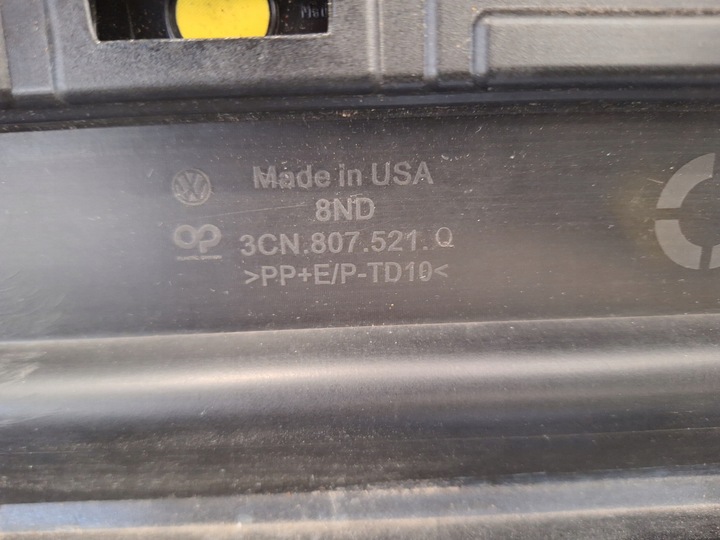 Made in USA
8ND
3CN.807.521.Q
>PP+E/P-TD10<